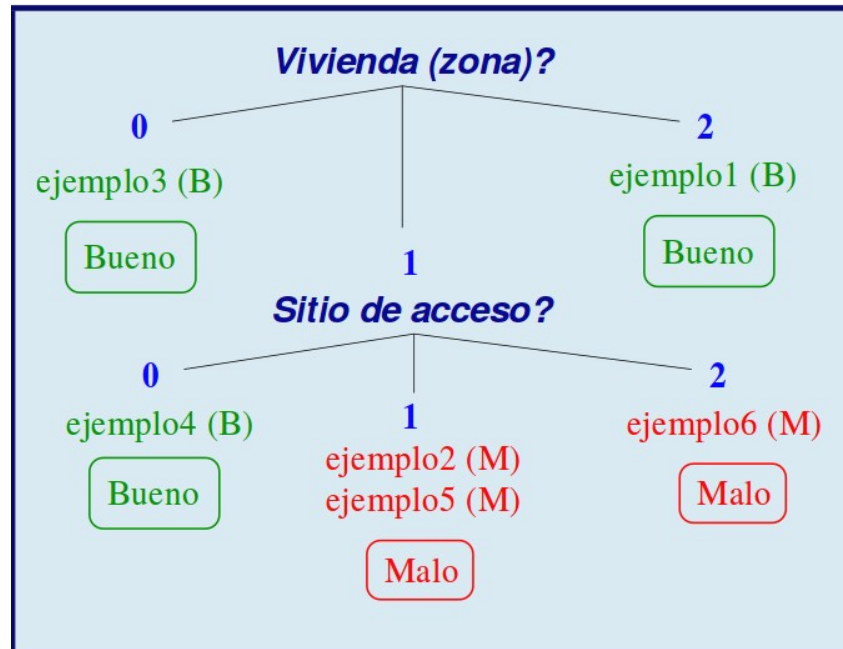 Vivienda (zona)?
0
2
ejemplo3 (B)
ejemplo1 (B)
Bueno
Bueno
1
Sitio de acceso?
0
2
ejemplo4 (B)
1
ejemplo6 (M)
Bueno
ejemplo2 (M)
ejemplo5 (M)
Malo
Malo